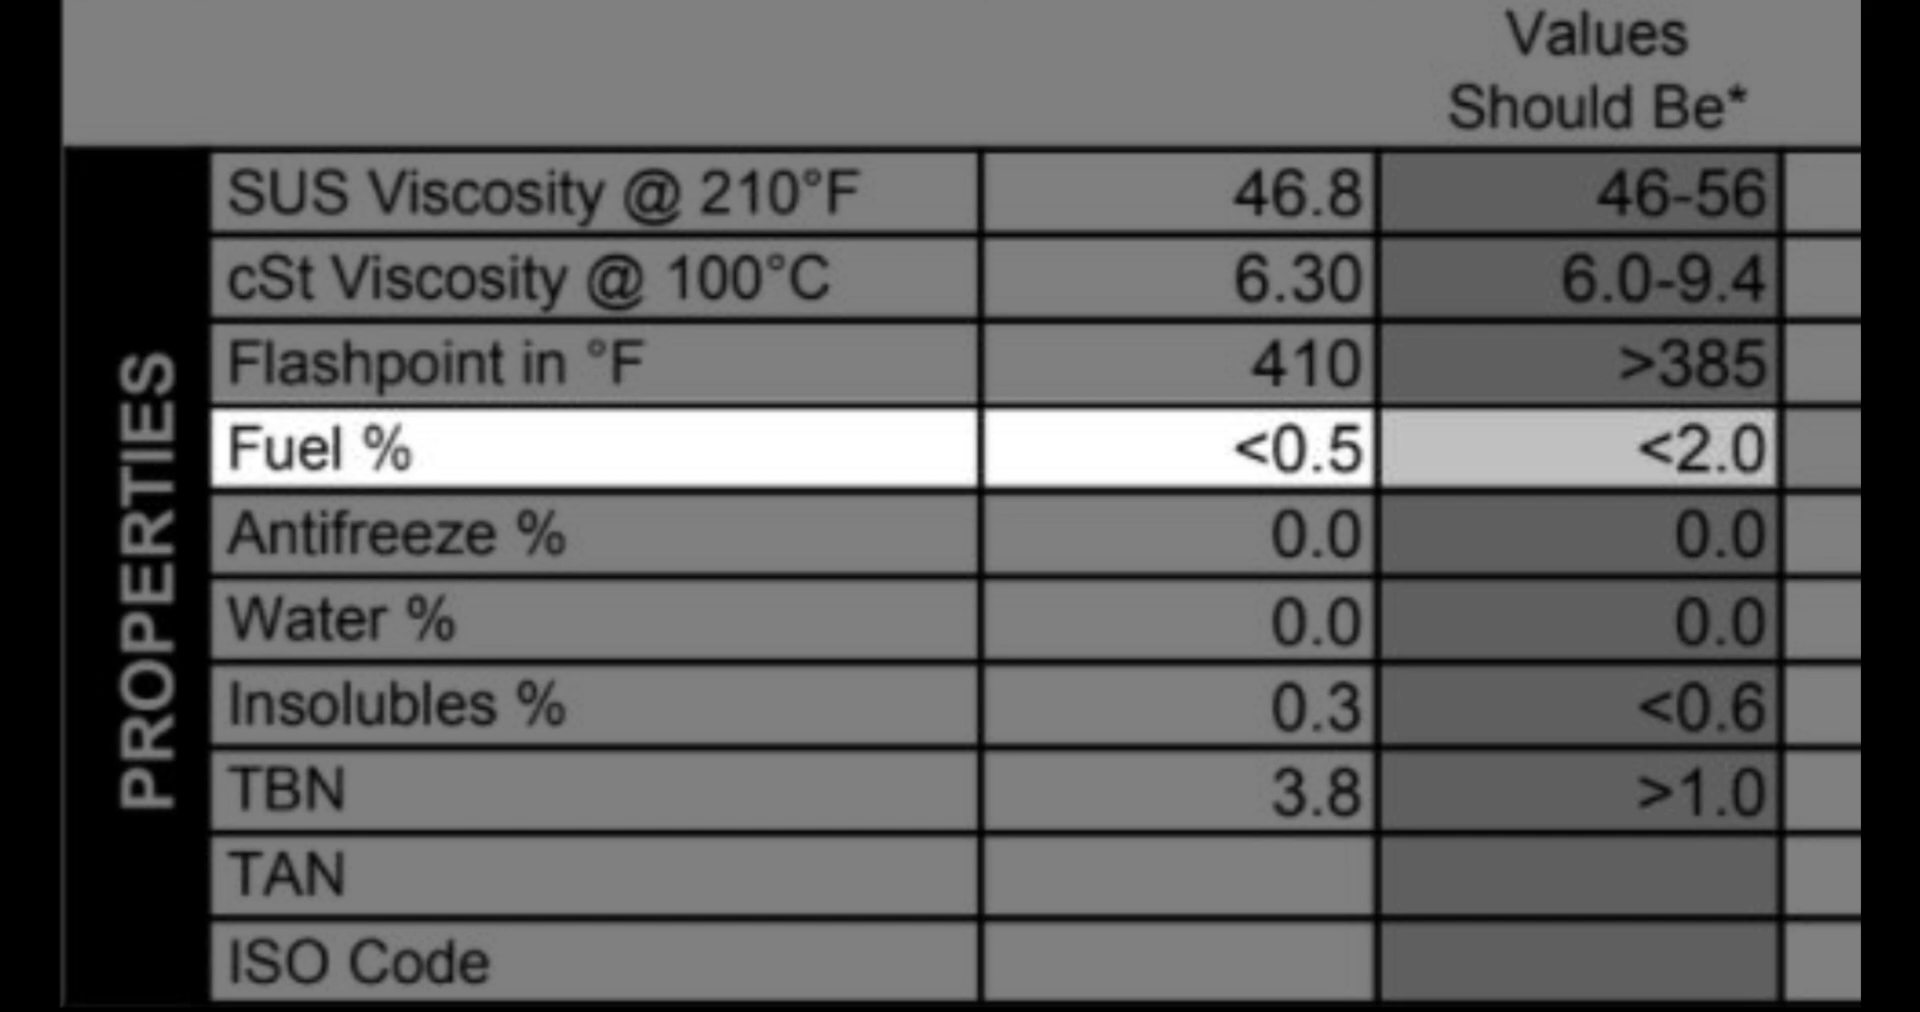 Values
Should Be*
PROPERTIES
SUS Viscosity @ 210°F 46.8 46-56
cSt Viscosity @ 100°C 6.30 6.0-9.4
Flashpoint in °F 410 >385
Fuel % <0.5 <2.0
Antifreeze % 0.0 0.0
Water % 0.0 0.0
Insolubles % 0.3 <0.6
TBN 3.8 >1.0
TAN
ISO Code